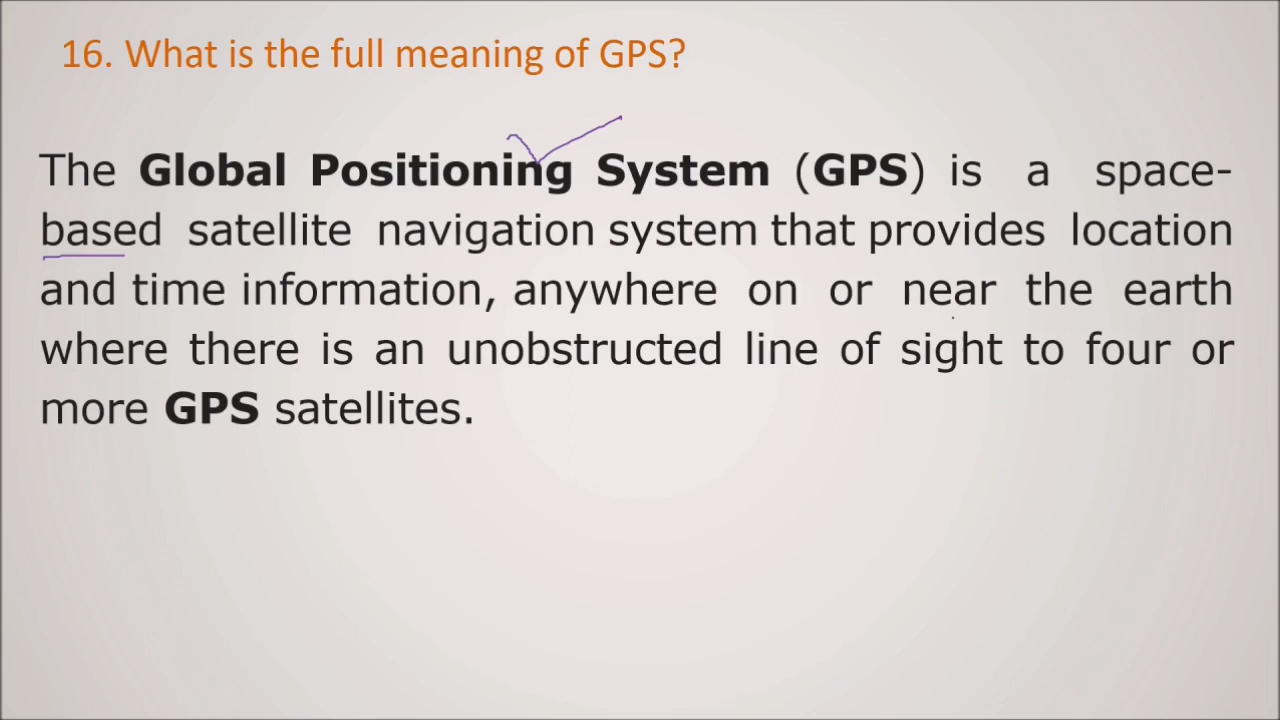 16. What is the full meaning of GPS?
The Global Positioning System (GPS) is a space-
based satellite navigation system that provides location
and time information, anywhere on or near the earth
where there is an unobstructed line of sight to four or
more GPS satellites.